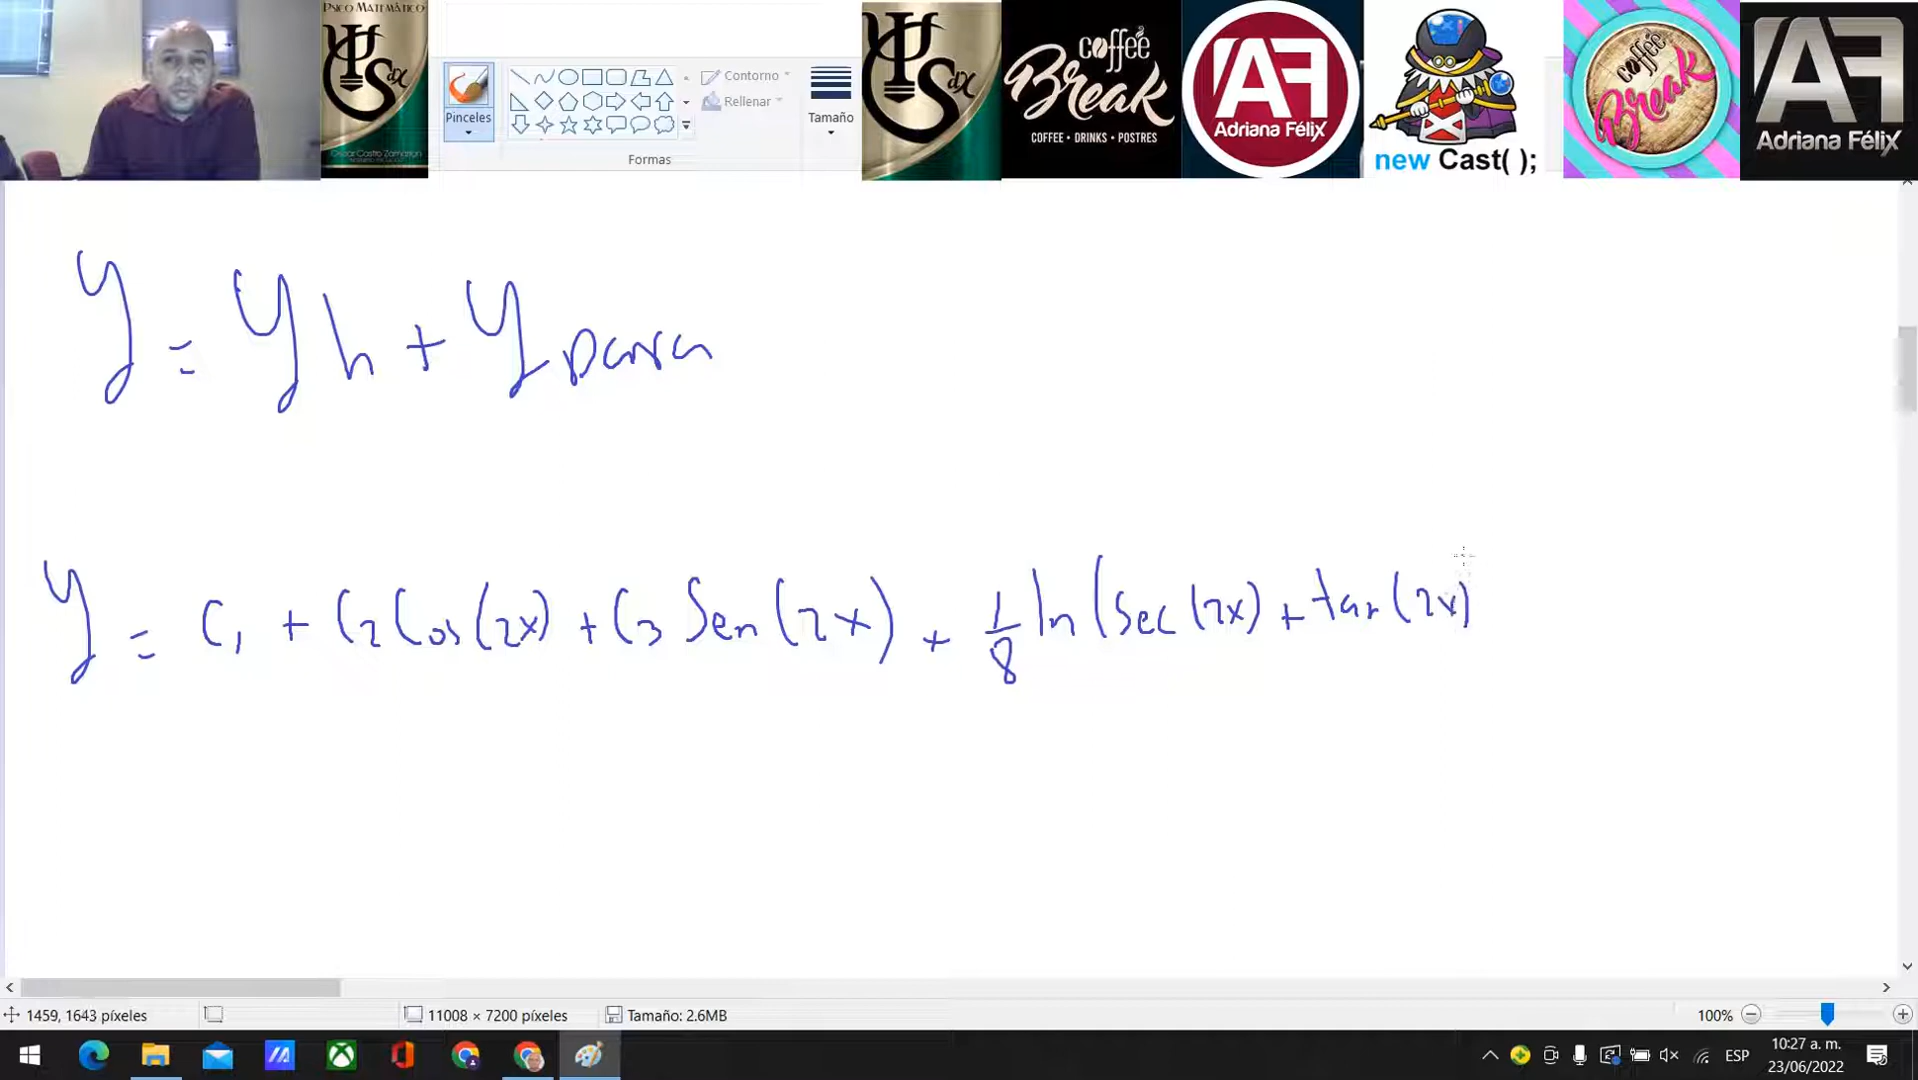 PSICO MATEMÁTICO
dx
Pinceles
Contorno
Rellenar
Formas
Tamaño
dx
coffee
Break
COFFEE • DRINKS • POSTRES
AF
Adriana Félix
new Cast( );
coffee
Break
AF
Adriana Félix
y = yh + ypara
y = C1 + C2 Cos(2x) + C3 Sen(2x) + 1/8 ln(Sec(2x) + tan(2x)
1459, 1643 píxeles
11008 × 7200 píxeles
Tamaño: 2.6MB
100%
ESP
10:27 a. m.
23/06/2022